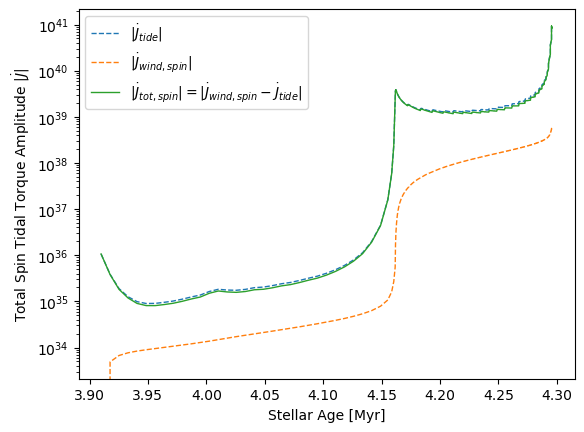 |J̇_tide|
|J̇_wind,spin|
|J̇_tot,spin| = |J̇_wind,spin − J̇_tide|
Total Spin Tidal Torque Amplitude |J̇|
10^41
10^40
10^39
10^38
10^37
10^36
10^35
10^34
3.90 3.95 4.00 4.05 4.10 4.15 4.20 4.25 4.30
Stellar Age [Myr]